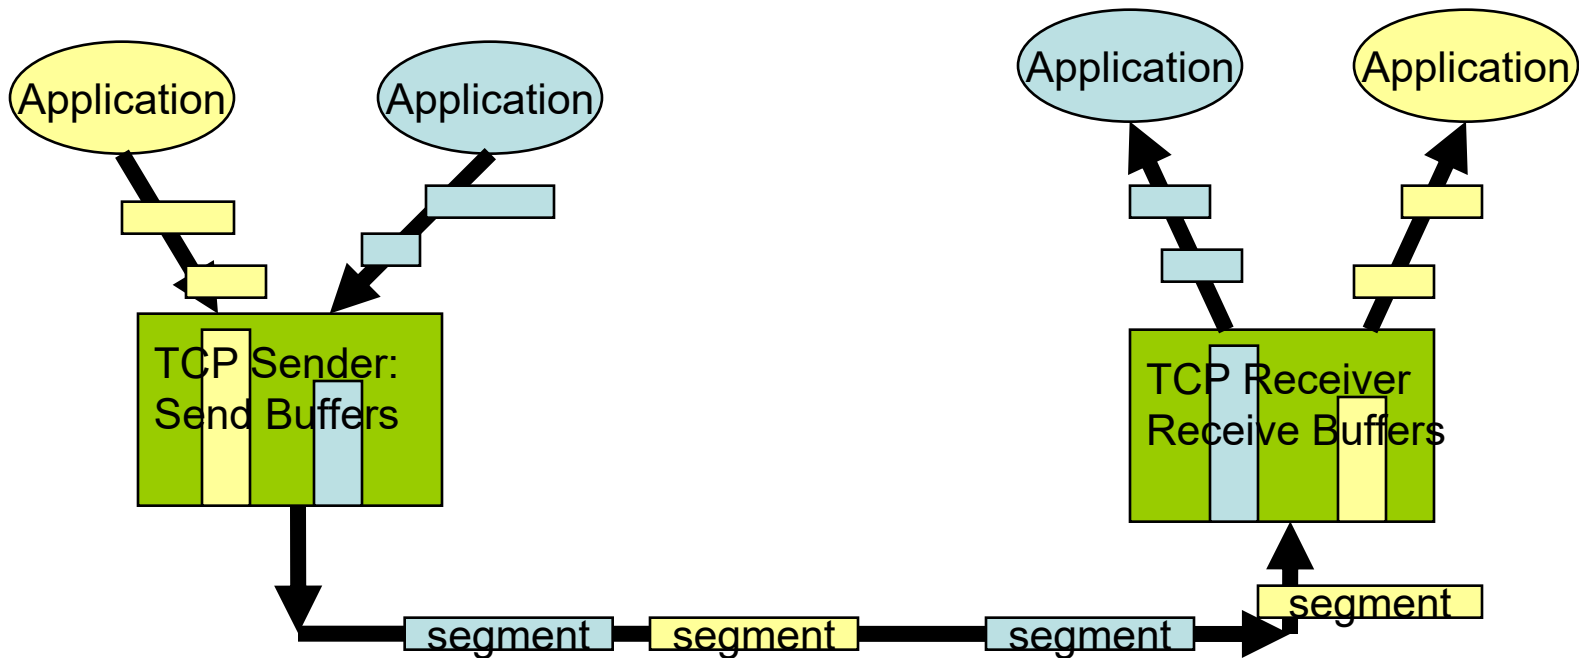 Application
Application
Application
Application
TCP Sender:
Send Buffers
TCP Receiver
Receive Buffers
segment
segment
segment
segment